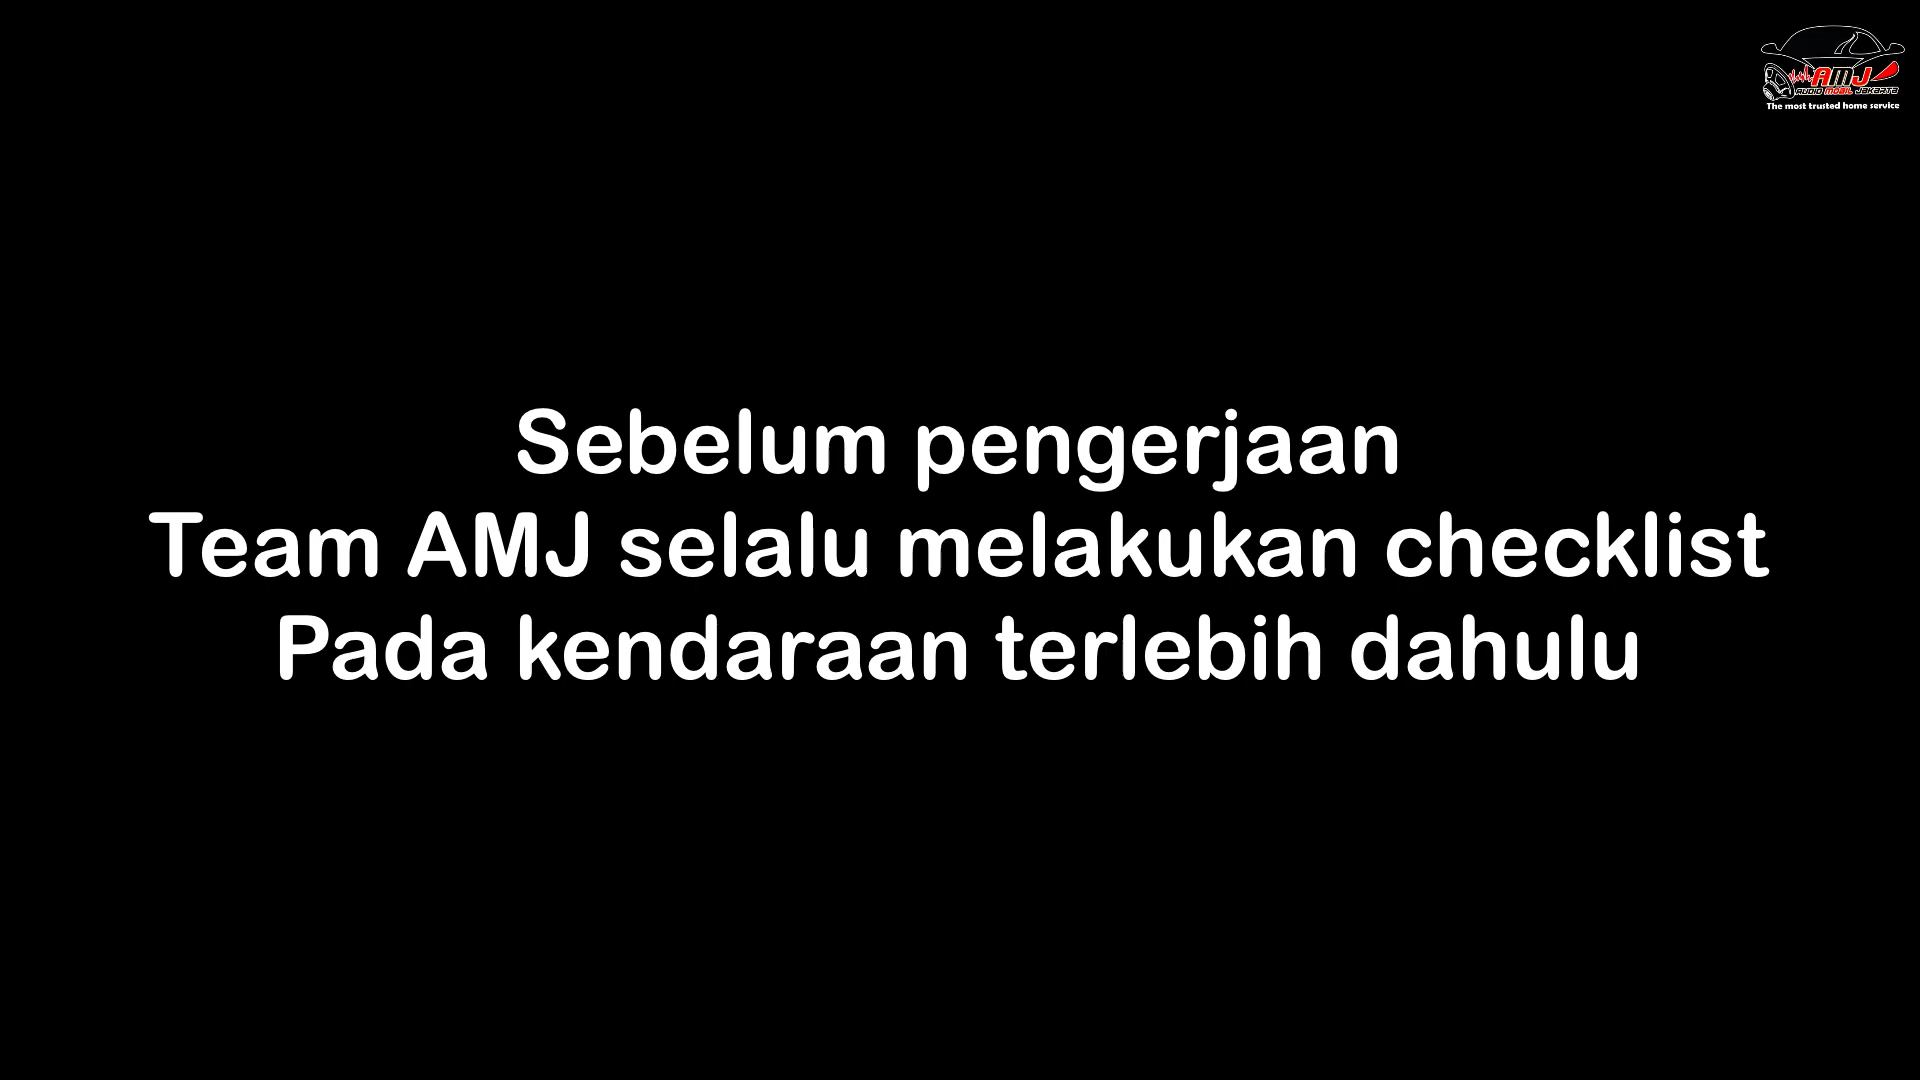 AMJ
AUDIO MOBIL JAKARTA
The most trusted home service
Sebelum pengerjaan
Team AMJ selalu melakukan checklist
Pada kendaraan terlebih dahulu